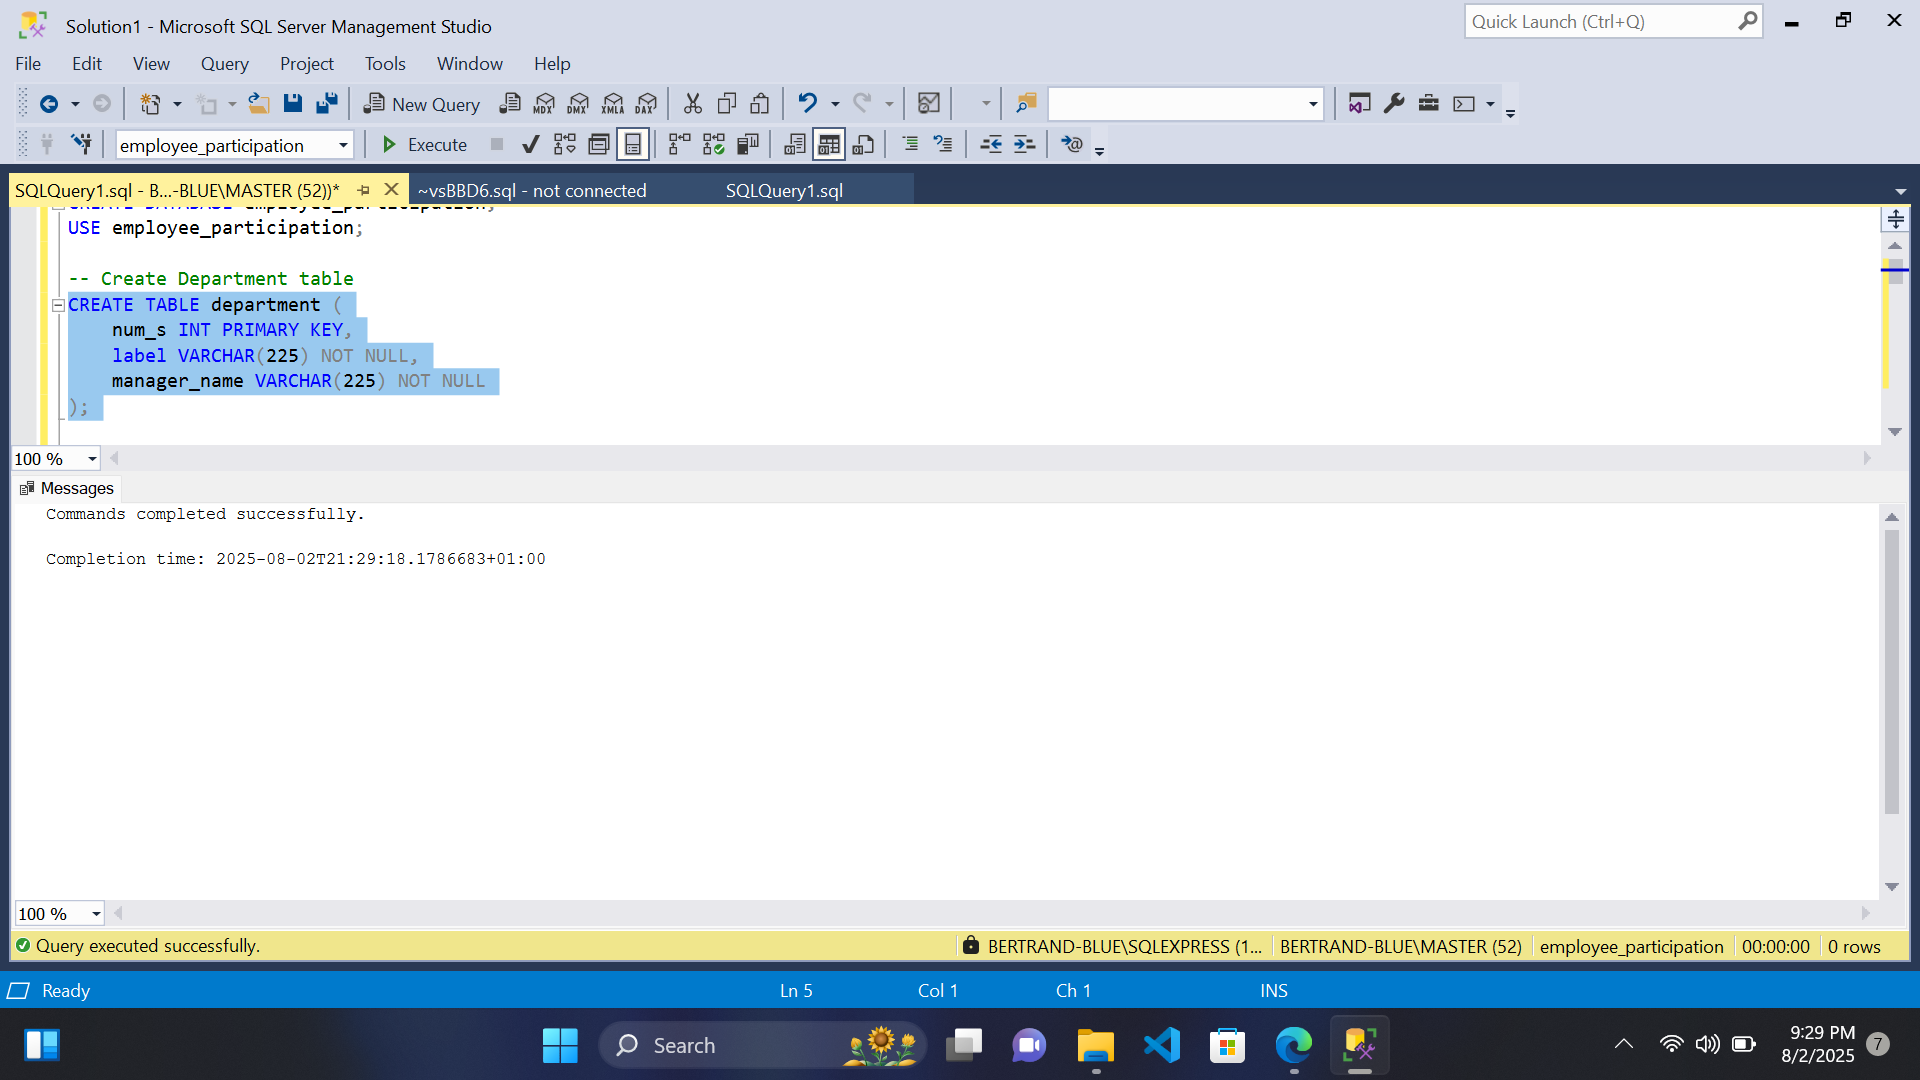 Solution1 - Microsoft SQL Server Management Studio
Quick Launch (Ctrl+Q)
File Edit View Query Project Tools Window Help
New Query MDX DMX XMLA DAX
employee_participation Execute
SQLQuery1.sql - B...-BLUE\MASTER (52))* ~vsBBD6.sql - not connected SQLQuery1.sql
CREATE DATABASE employee_participation;
USE employee_participation;
-- Create Department table
CREATE TABLE department (
num_s INT PRIMARY KEY,
label VARCHAR(225) NOT NULL,
manager_name VARCHAR(225) NOT NULL
);
100 %
Messages
Commands completed successfully.
Completion time: 2025-08-02T21:29:18.1786683+01:00
100 %
Query executed successfully. BERTRAND-BLUE\SQLEXPRESS (1... BERTRAND-BLUE\MASTER (52) employee_participation 00:00:00 0 rows
Ready Ln 5 Col 1 Ch 1 INS
Search
9:29 PM
8/2/2025
7